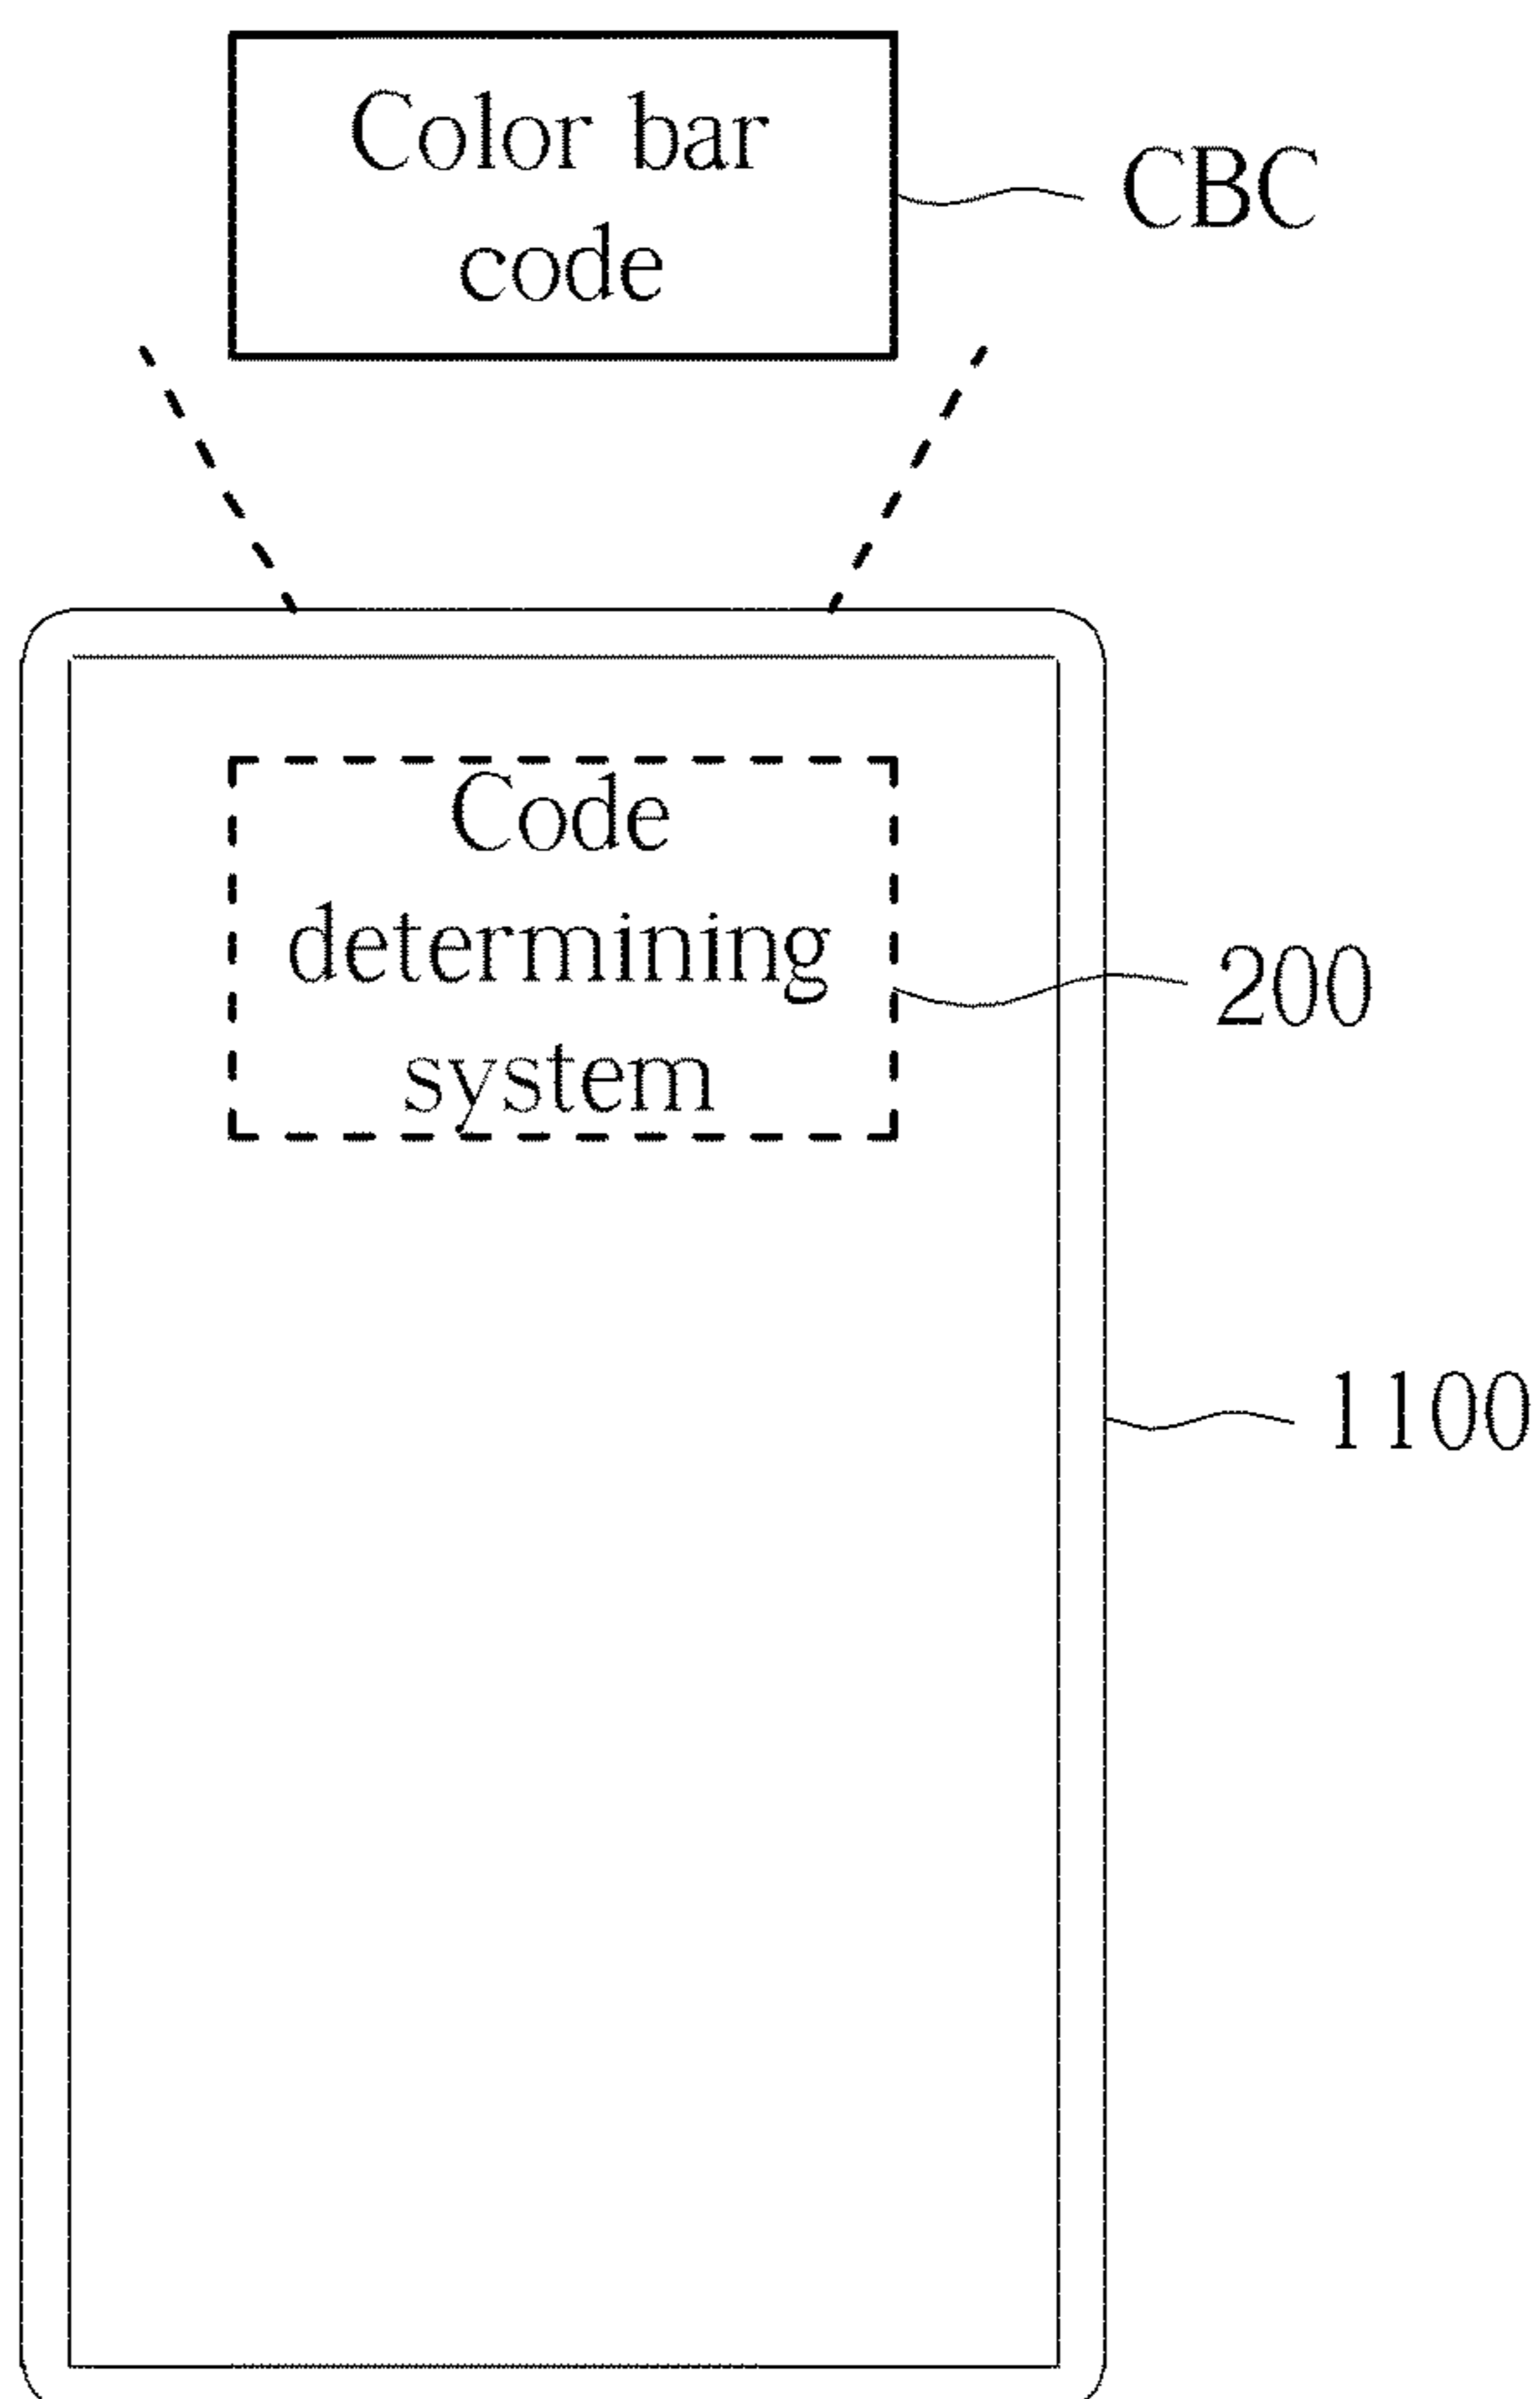 Color bar
code
CBC
Code
determining
system
200
1100